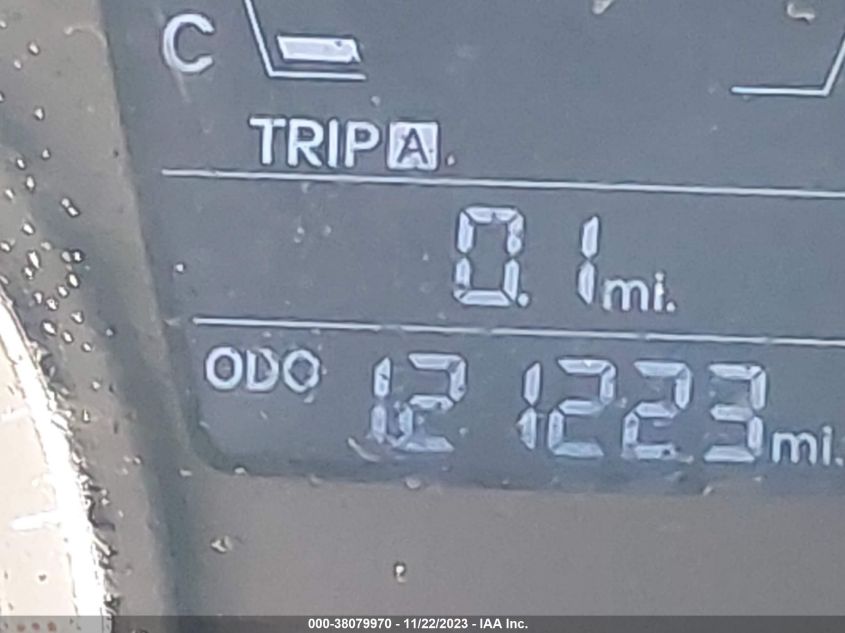 C
TRIP A
0.1 mi.
ODO 121223 mi.
000-38079970 - 11/22/2023 - IAA Inc.